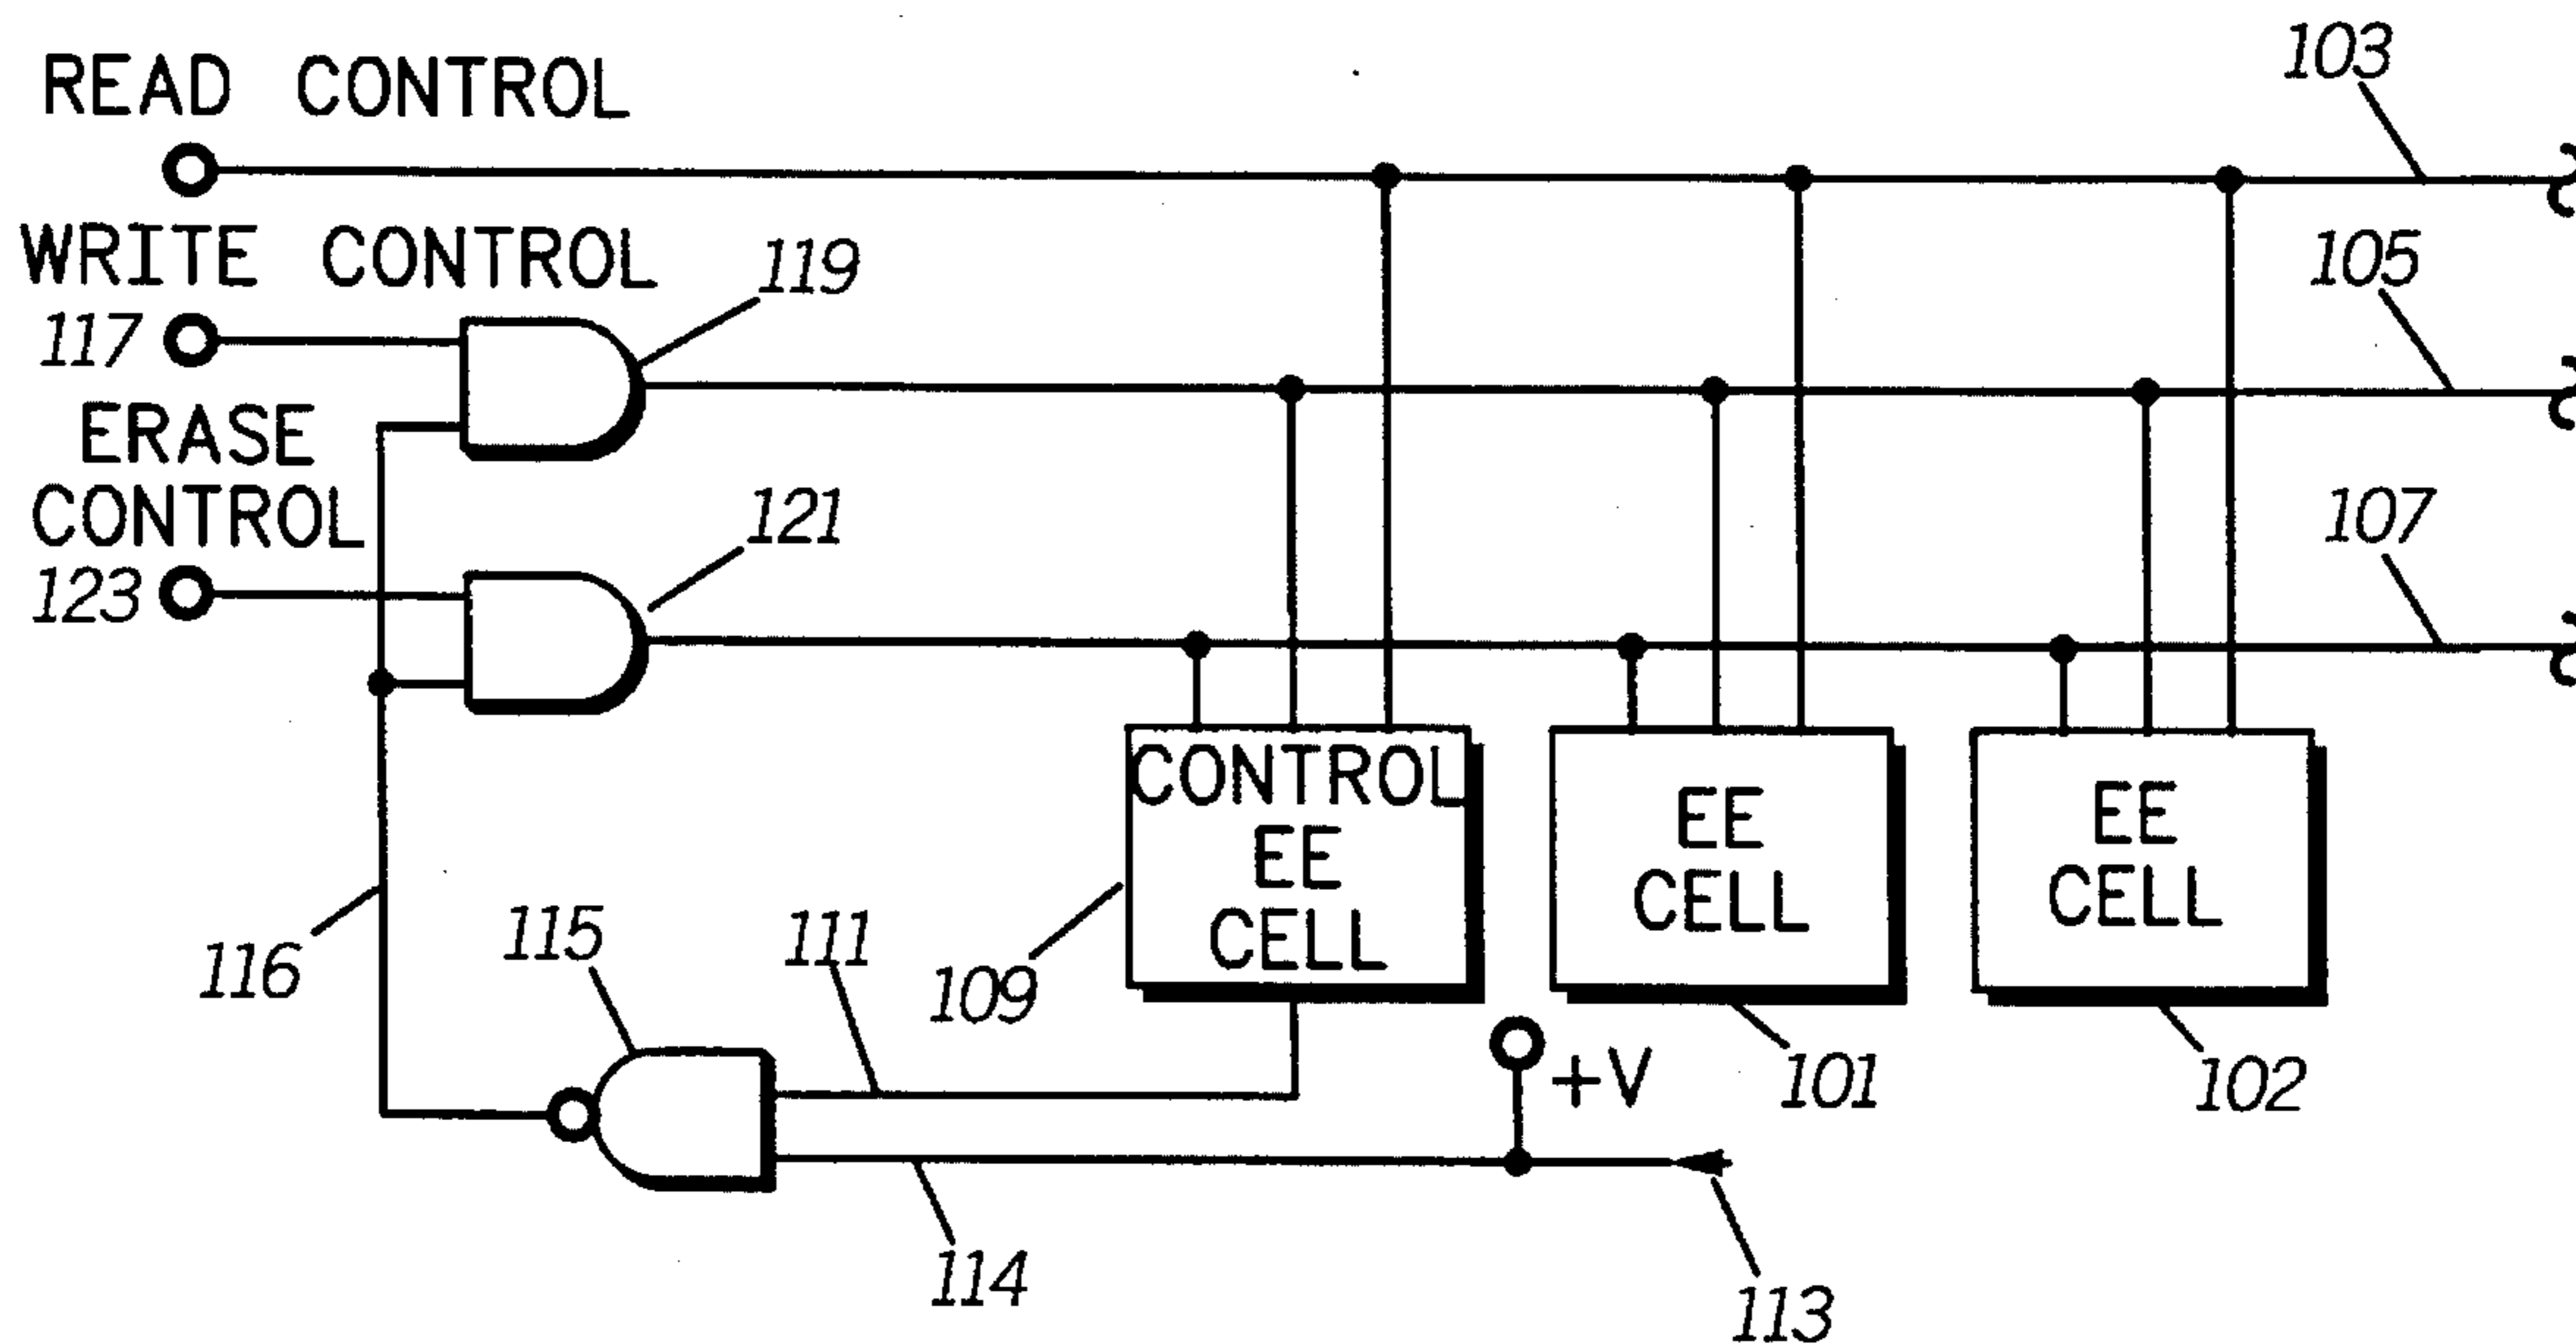 READ CONTROL
103
WRITE CONTROL
117
119
105
ERASE
CONTROL
123
121
107
CONTROL
EE
CELL
EE
CELL
EE
CELL
116
115
111
109
+V
101
102
114
113